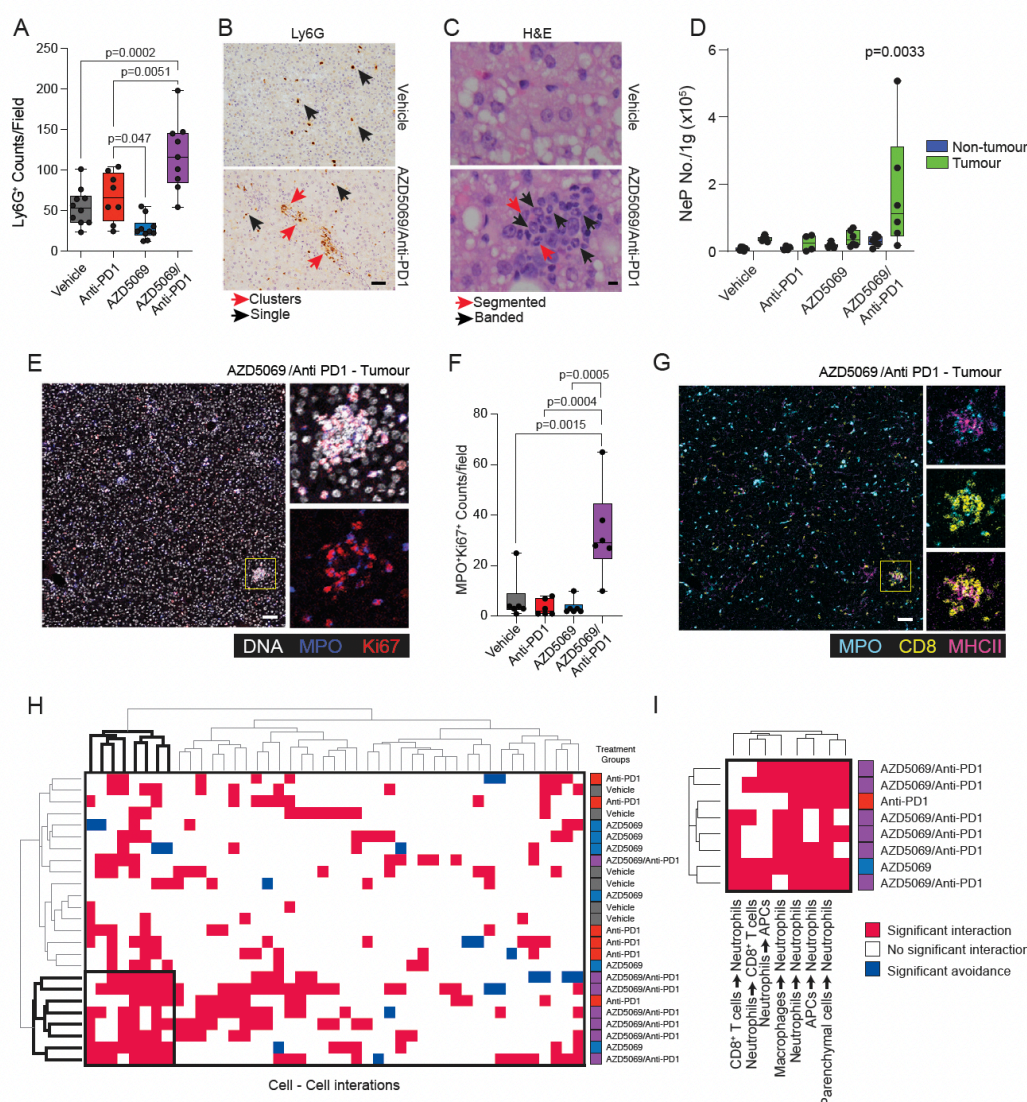 A
Ly6G⁺ Counts/Field
250
200
150
100
50
0
p=0.0002
p=0.0051
p=0.047
Vehicle
Anti-PD1
AZD5069
AZD5069/
Anti-PD1
B
Ly6G
Vehicle
AZD5069/Anti-PD1
Clusters
Single
C
H&E
Vehicle
AZD5069/Anti-PD1
Segmented
Banded
D
NeP No./1g (x10⁵)
6
4
2
0
p=0.0033
Non-tumour
Tumour
Vehicle
Anti-PD1
AZD5069
AZD5069/
Anti-PD1
E
AZD5069/Anti PD1 - Tumour
DNA MPO Ki67
F
MPO⁺Ki67⁺ Counts/field
80
60
40
20
0
p=0.0005
p=0.0004
p=0.0015
Vehicle
Anti-PD1
AZD5069
AZD5069/
Anti-PD1
G
AZD5069/Anti PD1 - Tumour
MPO CD8 MHCII
H
Treatment
Groups
Anti-PD1
Vehicle
Anti-PD1
Vehicle
AZD5069
AZD5069
AZD5069
AZD5069/Anti-PD1
Vehicle
Vehicle
AZD5069
Vehicle
Vehicle
Anti-PD1
Anti-PD1
Anti-PD1
AZD5069
AZD5069/Anti-PD1
AZD5069/Anti-PD1
Anti-PD1
AZD5069/Anti-PD1
AZD5069/Anti-PD1
AZD5069/Anti-PD1
AZD5069
AZD5069/Anti-PD1
Cell - Cell interations
I
AZD5069/Anti-PD1
AZD5069/Anti-PD1
Anti-PD1
AZD5069/Anti-PD1
AZD5069/Anti-PD1
AZD5069/Anti-PD1
AZD5069
AZD5069/Anti-PD1
CD8⁺ T cells➔Neutrophils
Neutrophils➔CD8⁺ T cells
Neutrophils➔APCs
Macrophages➔Neutrophils
Neutrophils➔Neutrophils
APCs➔Neutrophils
Parenchymal cells➔Neutrophils
Significant interaction
No significant interaction
Significant avoidance